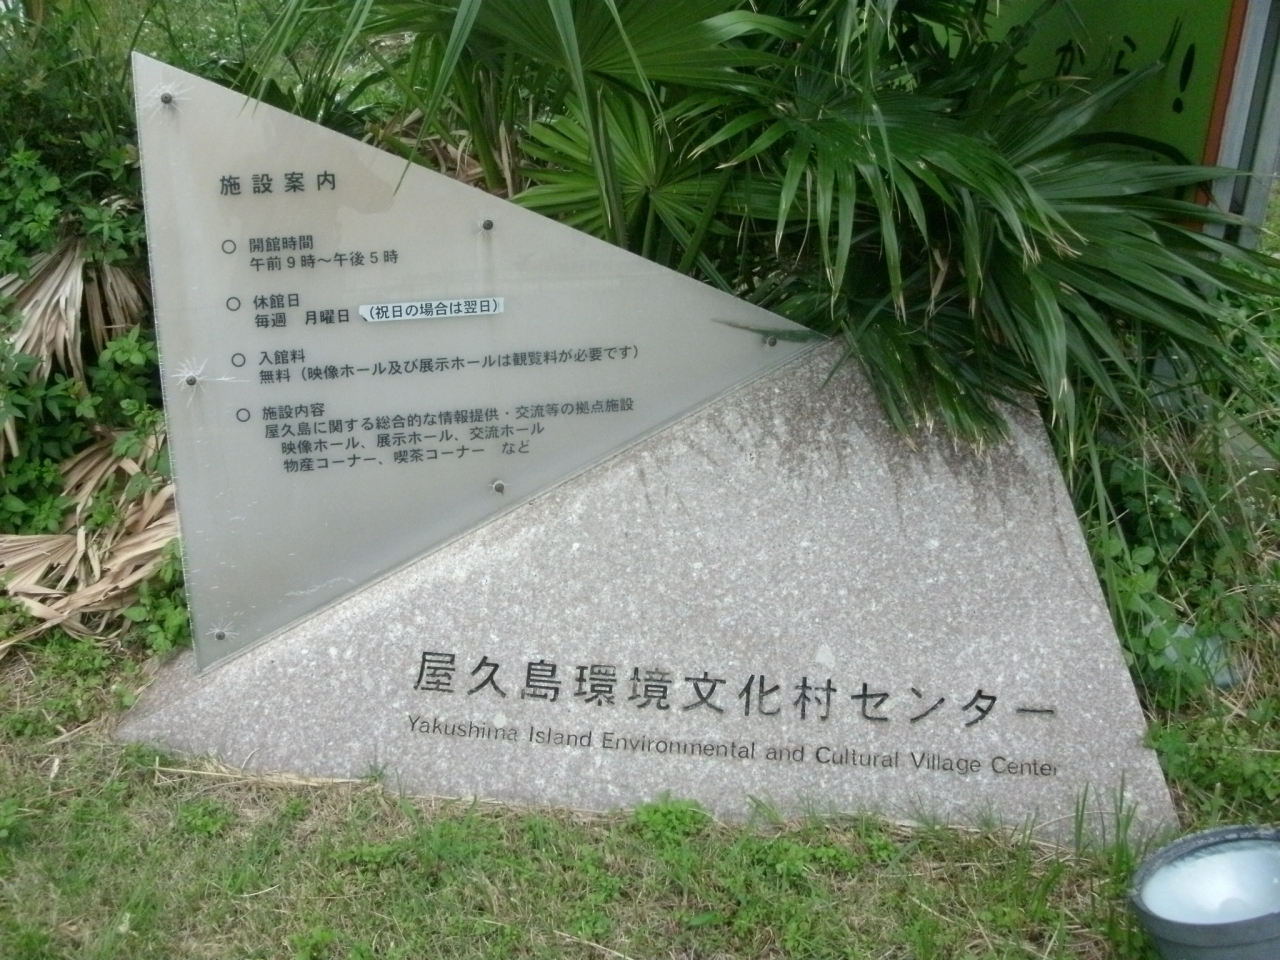 施設案内
○ 開館時間
午前9時～午後5時
○ 休館日
毎週 月曜日 （祝日の場合は翌日）
○ 入館料
無料（映像ホール及び展示ホールは観覧料が必要です）
○ 施設内容
屋久島に関する総合的な情報提供・交流等の拠点施設
映像ホール、展示ホール、交流ホール
物産コーナー、喫茶コーナー など
屋久島環境文化村センター
Yakushima Island Environmental and Cultural Village Center
から!!